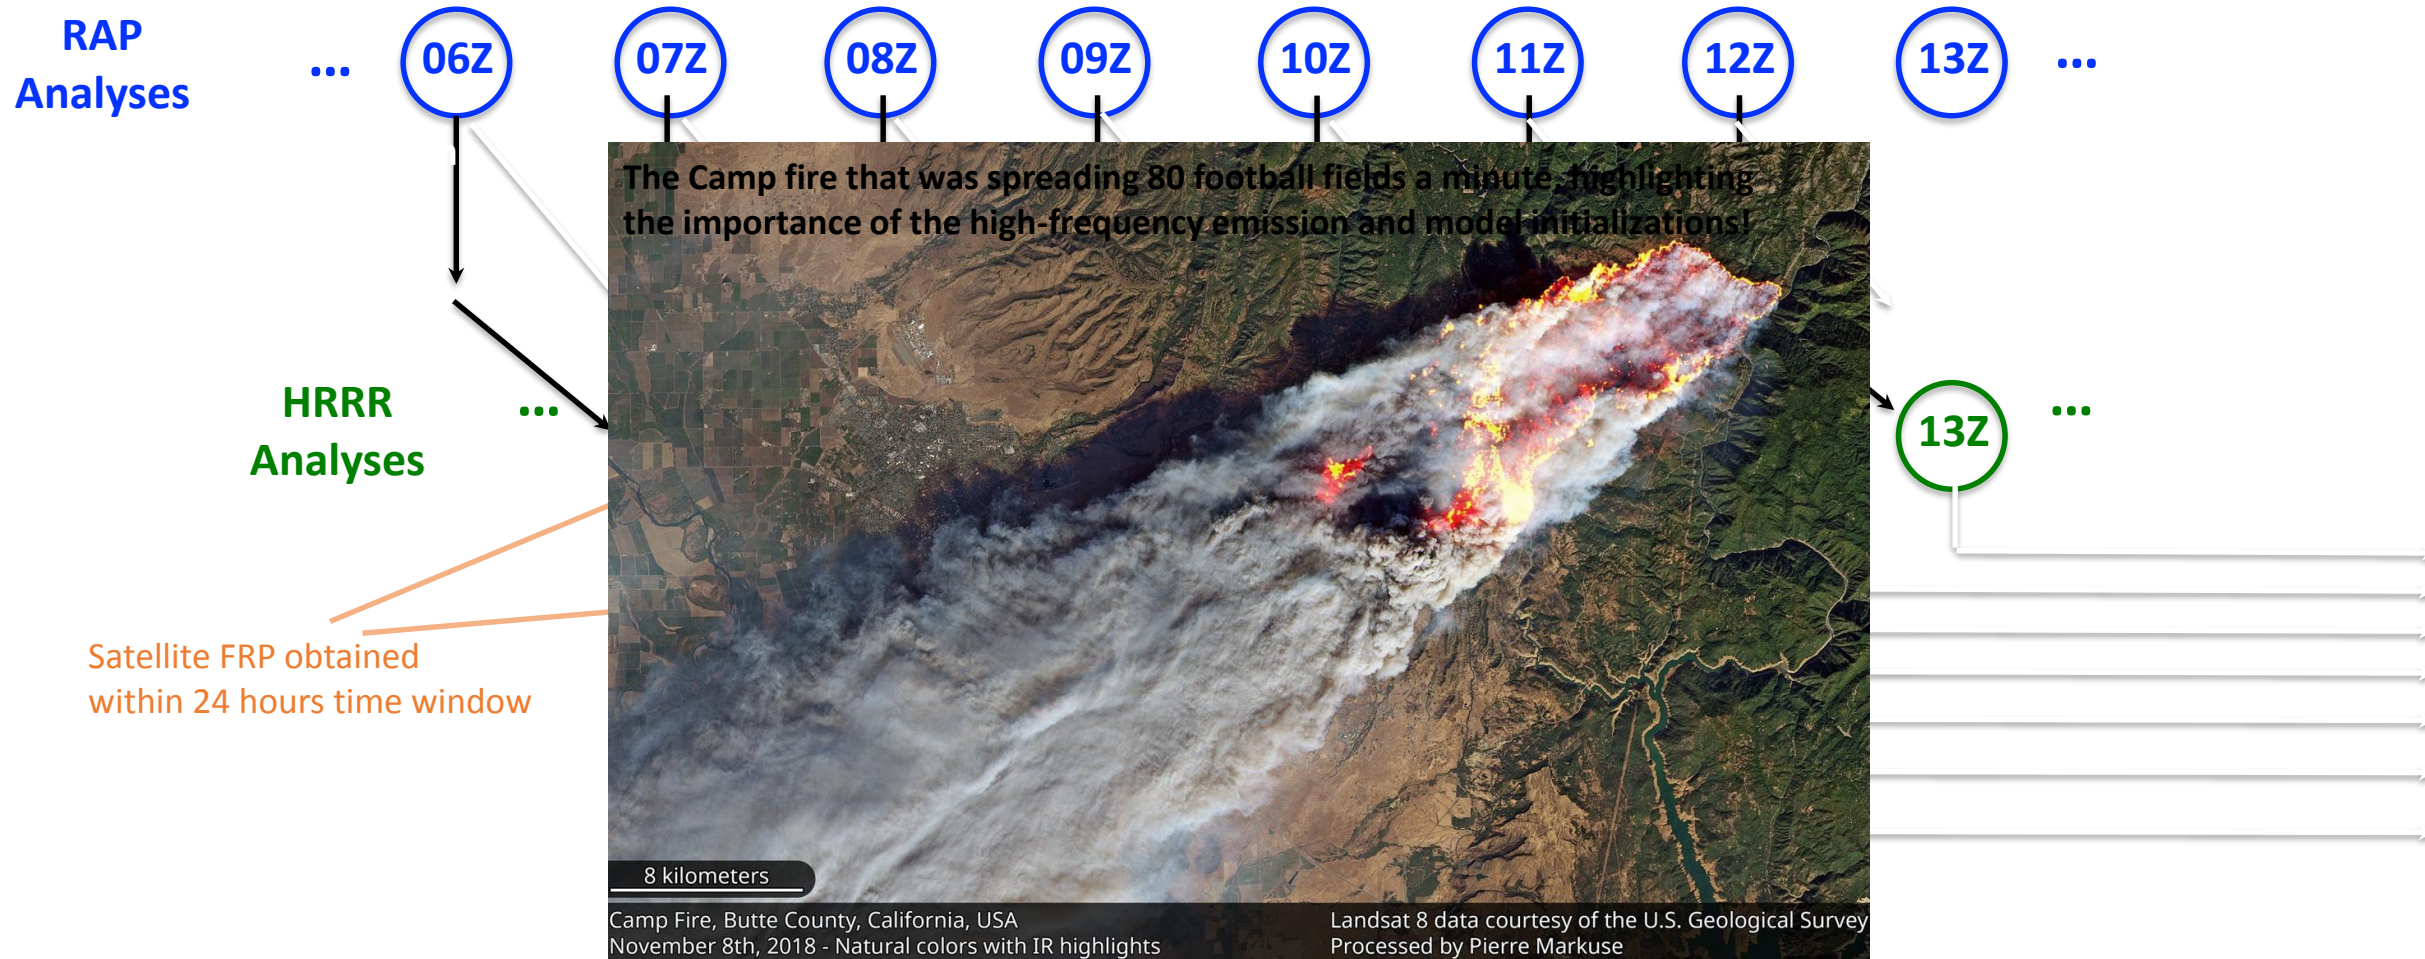 RAP
Analyses
... 06Z 07Z 08Z 09Z 10Z 11Z 12Z 13Z ...
The Camp fire that was spreading 80 football fields a minute, highlighting
the importance of the high-frequency emission and model initializations!
HRRR
Analyses
... 13Z ...
Satellite FRP obtained
within 24 hours time window
8 kilometers
Camp Fire, Butte County, California, USA
November 8th, 2018 - Natural colors with IR highlights
Landsat 8 data courtesy of the U.S. Geological Survey
Processed by Pierre Markuse